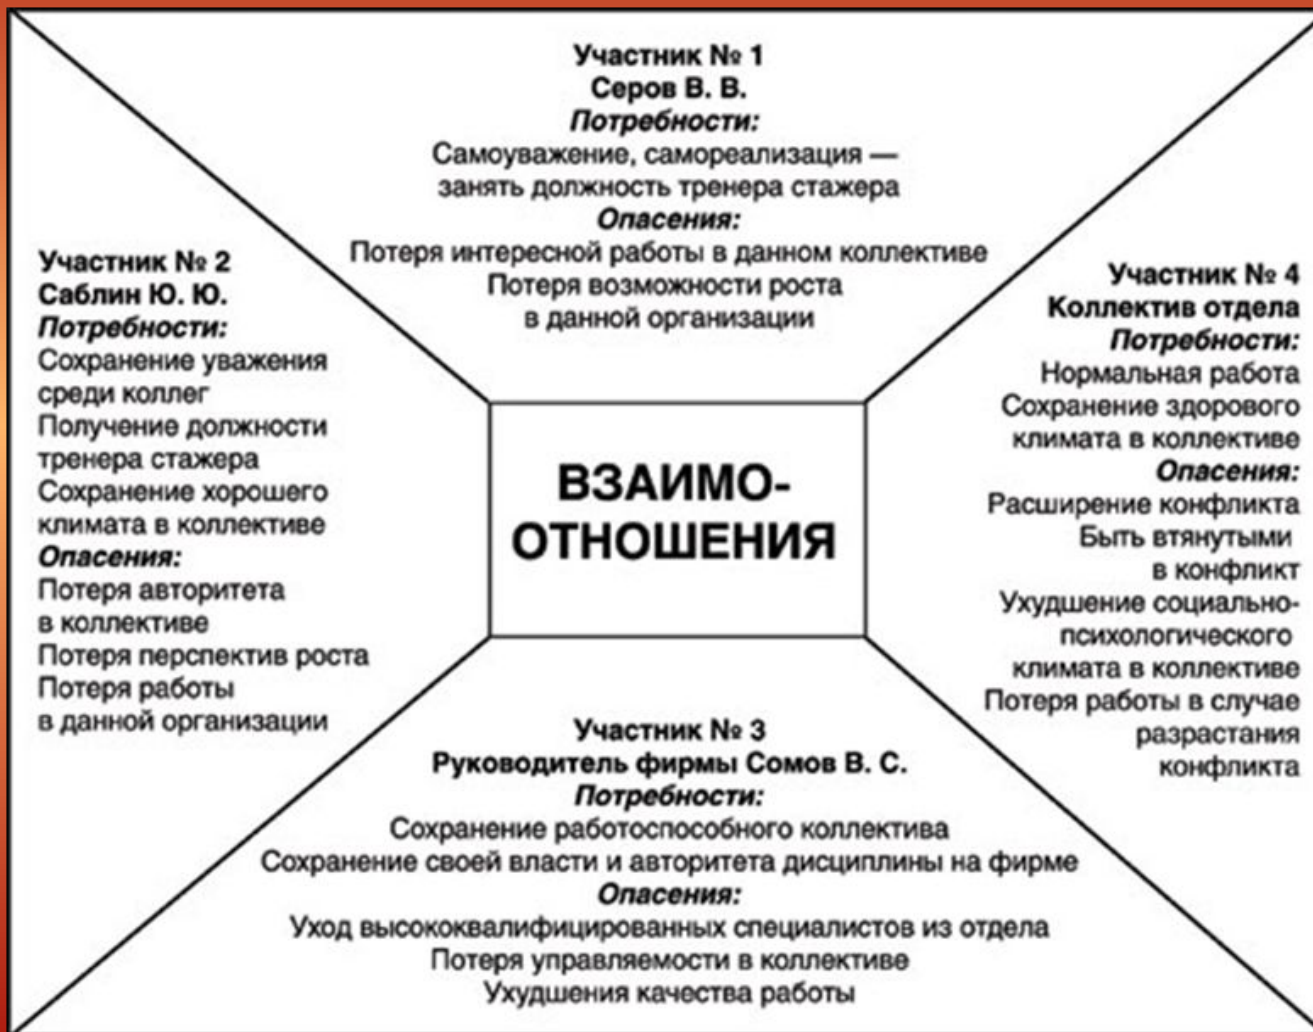 Участник № 1
Серов В. В.
Потребности:
Самоуважение, самореализация —
занять должность тренера стажера
Опасения:
Потеря интересной работы в данном коллективе
Потеря возможности роста
в данной организации
Участник № 2
Саблин Ю. Ю.
Потребности:
Сохранение уважения
среди коллег
Получение должности
тренера стажера
Сохранение хорошего
климата в коллективе
Опасения:
Потеря авторитета
в коллективе
Потеря перспектив роста
Потеря работы
в данной организации
ВЗАИМО-
ОТНОШЕНИЯ
Участник № 4
Коллектив отдела
Потребности:
Нормальная работа
Сохранение здорового
климата в коллективе
Опасения:
Расширение конфликта
Быть втянутыми
в конфликт
Ухудшение социально-
психологического
климата в коллективе
Потеря работы в случае
разрастания
конфликта
Участник № 3
Руководитель фирмы Сомов В. С.
Потребности:
Сохранение работоспособного коллектива
Сохранение своей власти и авторитета дисциплины на фирме
Опасения:
Уход высококвалифицированных специалистов из отдела
Потеря управляемости в коллективе
Ухудшения качества работы